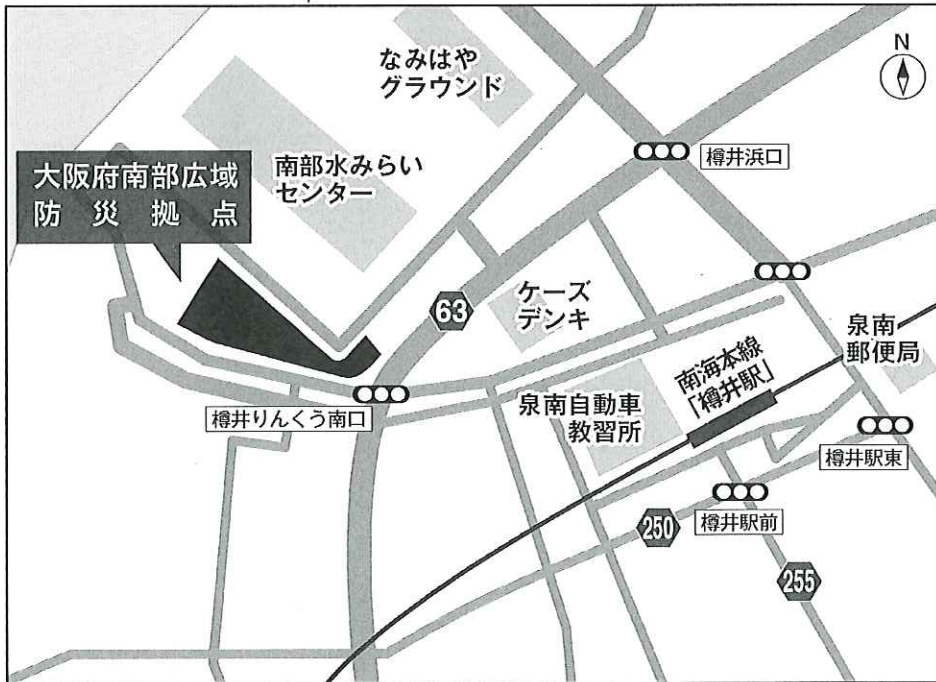 なみはや
グラウンド
N
樽井浜口
南部水みらい
センター
大阪府南部広域
防災拠点
63
ケーズ
デンキ
泉南
郵便局
南海本線
「樽井駅」
泉南自動車
教習所
樽井りんくう南口
樽井駅東
樽井駅前
250
255